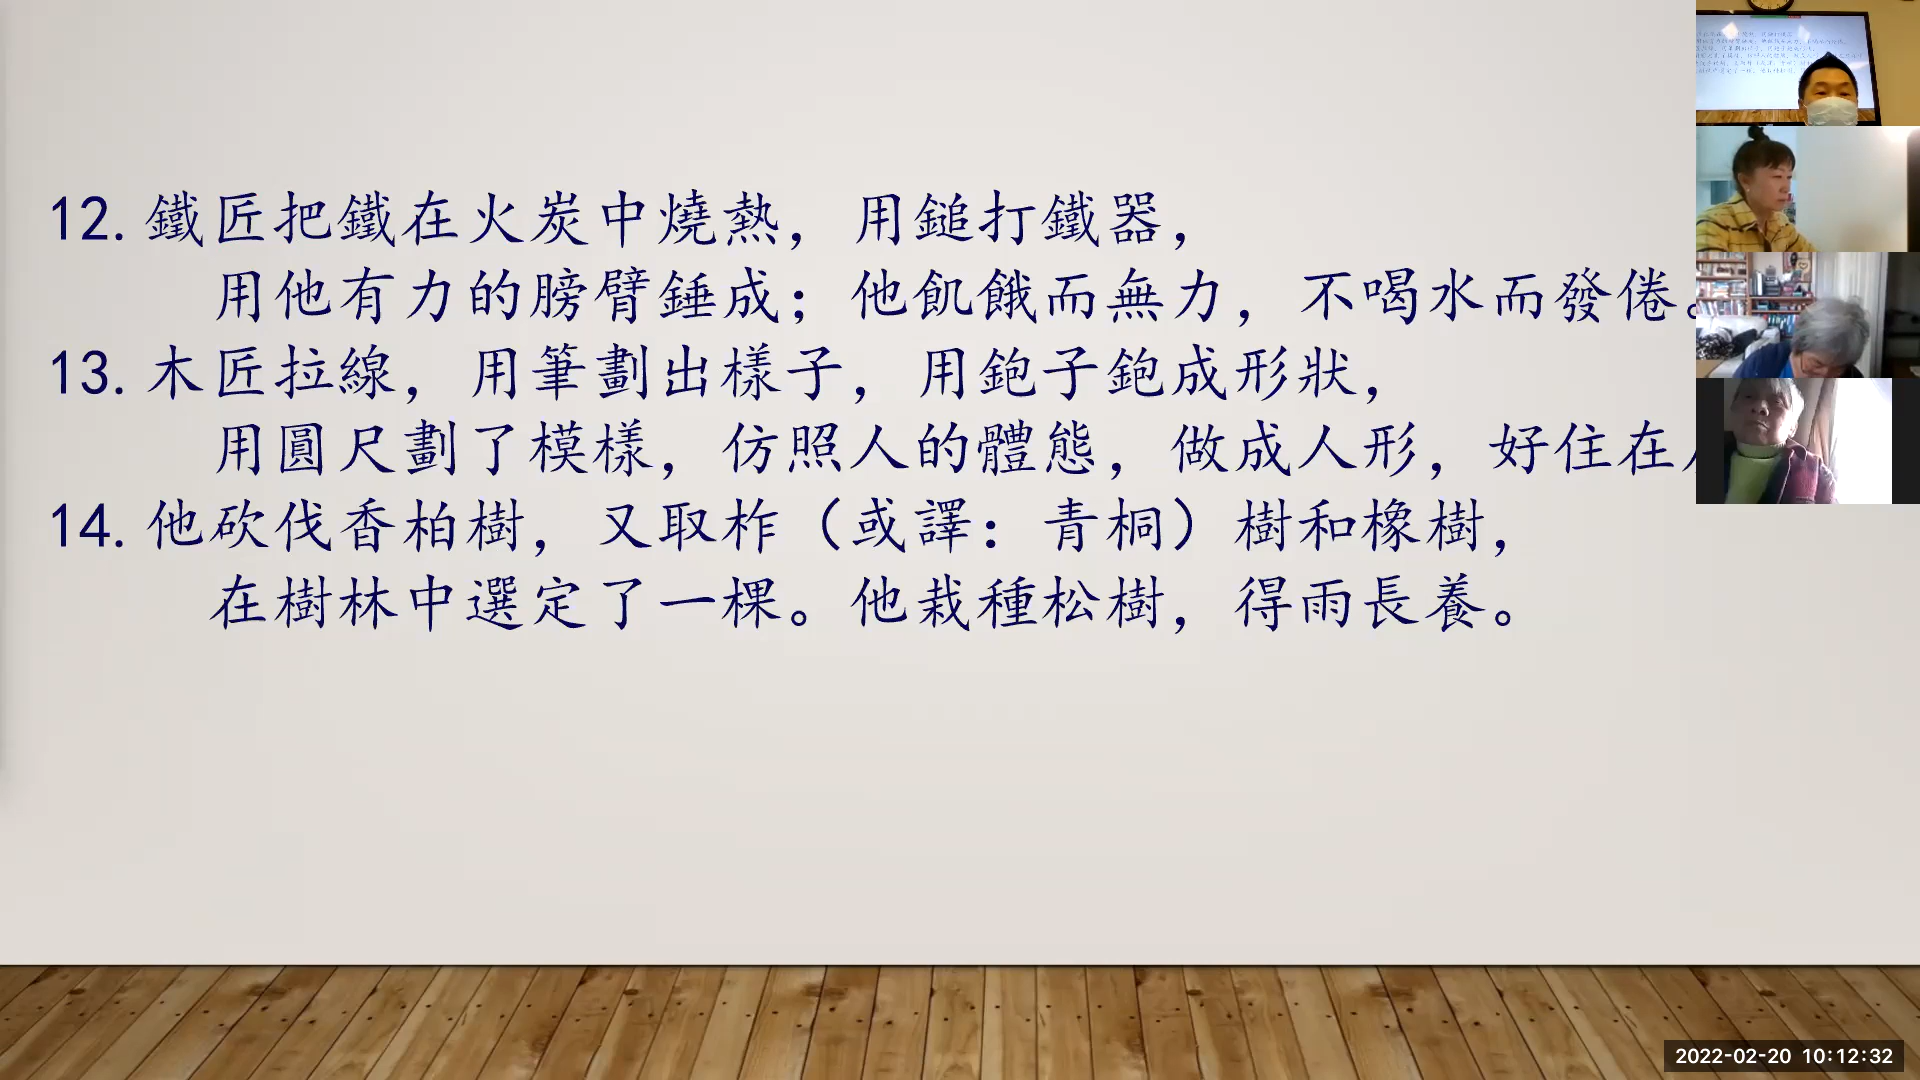 12. 鐵匠把鐵在火炭中燒熱，用鎚打鐵器，
用他有力的膀臂錘成；他飢餓而無力，不喝水而發倦。
13. 木匠拉線，用筆劃出樣子，用鉋子鉋成形狀，
用圓尺劃了模樣，仿照人的體態，做成人形，好住在
14. 他砍伐香柏樹，又取柞（或譯：青桐）樹和橡樹，
在樹林中選定了一棵。他栽種松樹，得雨長養。
2022-02-20 10:12:32